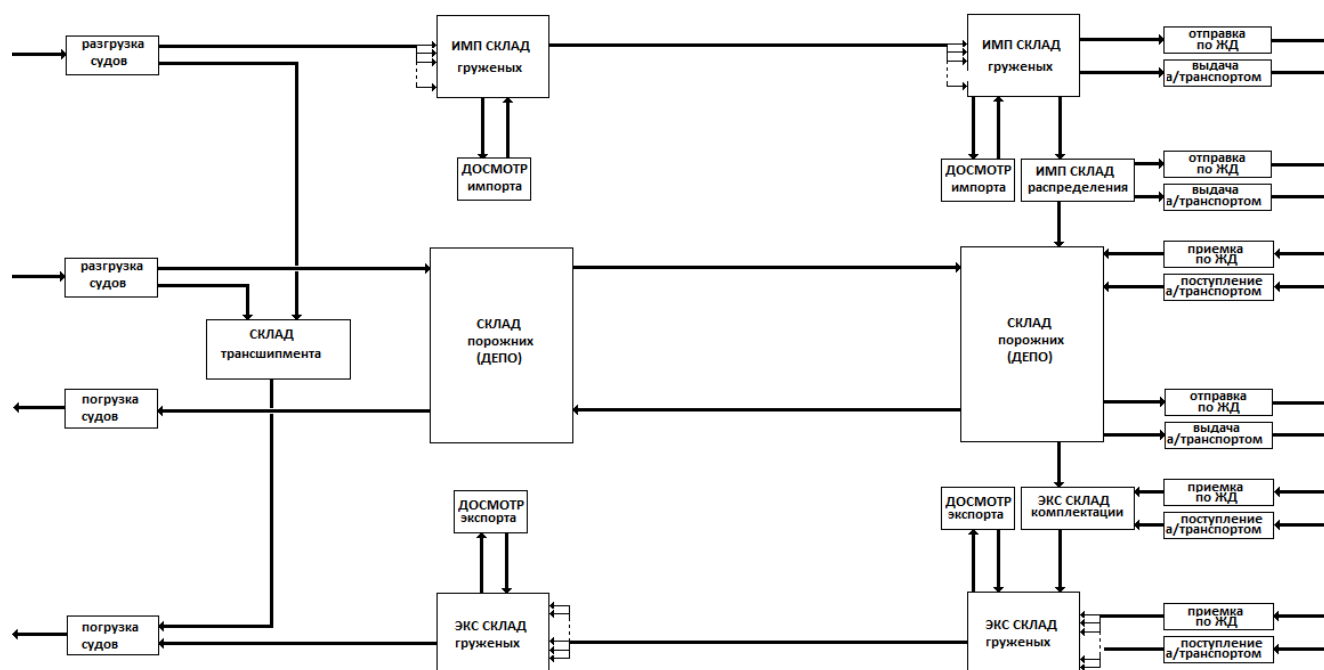 разгрузка
судов
ИМП СКЛАД
груженых
ИМП СКЛАД
груженых
отправка
по ЖД
выдача
а/транспортом
ДОСМОТР
импорта
ДОСМОТР
импорта
ИМП СКЛАД
распределения
отправка
по ЖД
выдача
а/транспортом
разгрузка
судов
СКЛАД
трансшипмента
СКЛАД
порожних
(ДЕПО)
СКЛАД
порожних
(ДЕПО)
приемка
по ЖД
поступление
а/транспортом
погрузка
судов
отправка
по ЖД
выдача
а/транспортом
ДОСМОТР
экспорта
ДОСМОТР
экспорта
ЭКС СКЛАД
комплектации
приемка
по ЖД
поступление
а/транспортом
погрузка
судов
ЭКС СКЛАД
груженых
ЭКС СКЛАД
груженых
приемка
по ЖД
поступление
а/транспортом